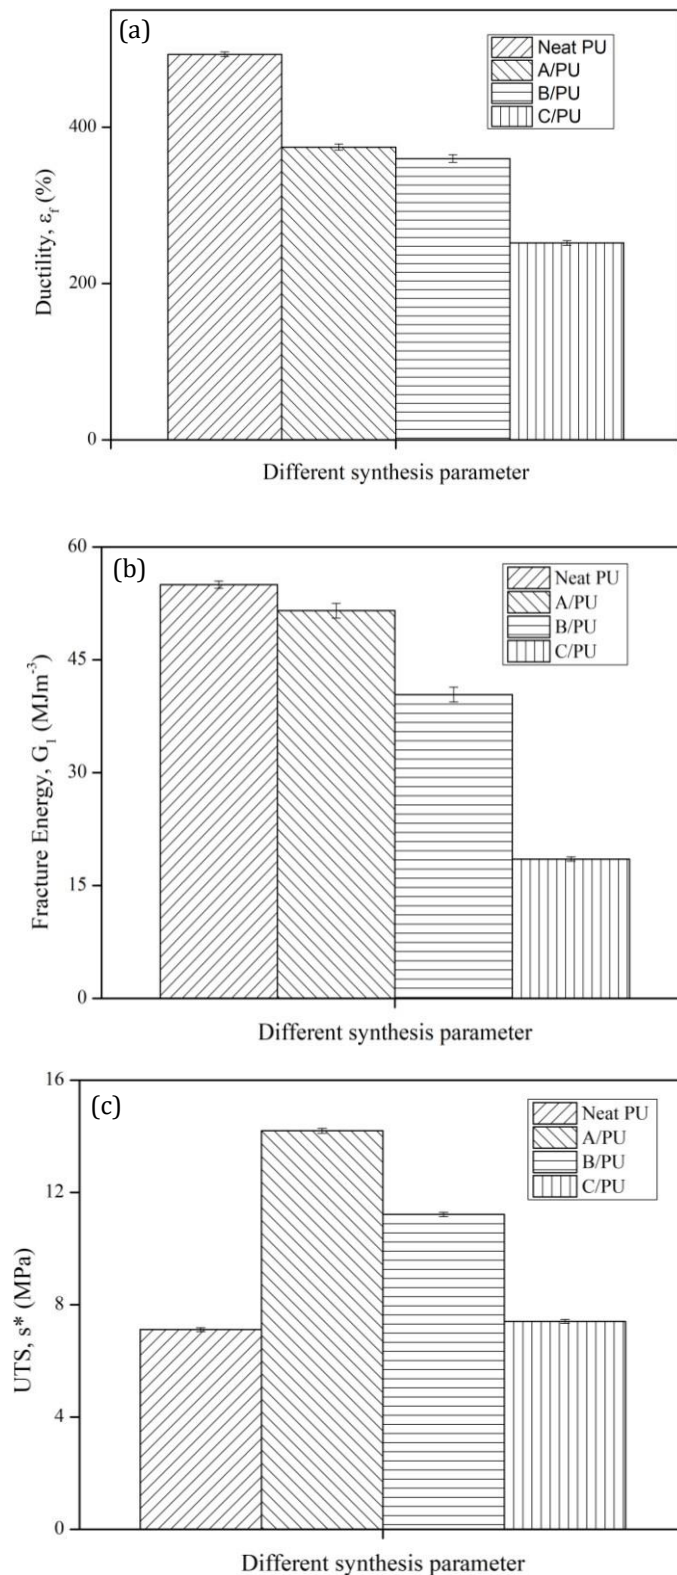 (a)
Neat PU
A/PU
B/PU
C/PU
400
200
0
Ductility, εf (%)
Different synthesis parameter
(b)
Neat PU
A/PU
B/PU
C/PU
60
45
30
15
0
Fracture Energy, G1 (MJm-3)
Different synthesis parameter
(c)
Neat PU
A/PU
B/PU
C/PU
16
12
8
4
0
UTS, s* (MPa)
Different synthesis parameter